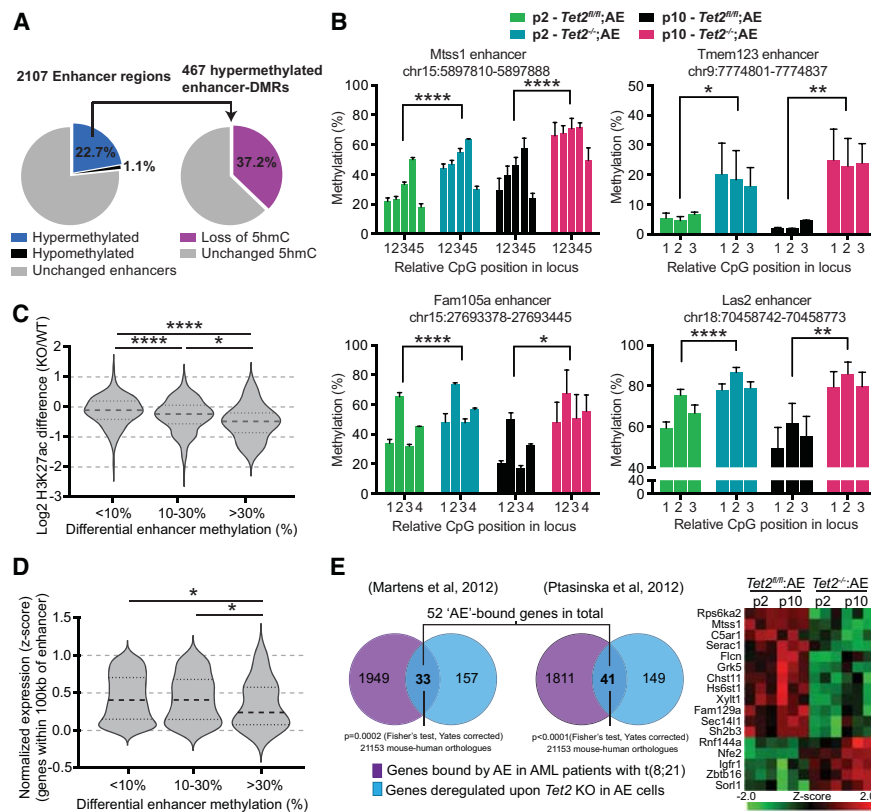 A
2107 Enhancer regions
467 hypermethylated
enhancer-DMRs
22.7%
1.1%
37.2%
Hypermethylated
Hypomethylated
Unchanged enhancers
Loss of 5hmC
Unchanged 5hmC
B
p2 - Tet2fl/fl;AE
p10 - Tet2fl/fl;AE
p2 - Tet2-/-;AE
p10 - Tet2-/-;AE
Mtss1 enhancer
chr15:5897810-5897888
****
****
Methylation (%)
80
60
40
20
0
12345 12345 12345 12345
Relative CpG position in locus
Tmem123 enhancer
chr9:7774801-7774837
*
**
Methylation (%)
50
40
30
20
10
0
1 2 3 1 2 3 1 2 3 1 2 3
Relative CpG position in locus
Fam105a enhancer
chr15:27693378-27693445
****
*
Methylation (%)
100
80
60
40
20
0
1234 1234 1234 1234
Relative CpG position in locus
Las2 enhancer
chr18:70458742-70458773
****
**
Methylation (%)
100
80
60
40
40
0
1 2 3 1 2 3 1 2 3 1 2 3
Relative CpG position in locus
C
****
****
*
Log2 H3K27ac difference (KO/WT)
2
1
0
-1
-2
3
<10% 10-30% >30%
Differential enhancer methylation (%)
D
*
*
Normalized expression (z-score)
(genes within 100kb of enhancer)
1.5
1.0
0.5
0.0
-0.5
<10% 10-30% >30%
Differential enhancer methylation (%)
E
(Martens et al, 2012)
(Ptasinska et al, 2012)
52 'AE'-bound genes in total
1949
33
157
1811
41
149
p=0.0002 (Fisher's test, Yates corrected)
21153 mouse-human orthologues
p<0.0001(Fisher's test, Yates corrected)
21153 mouse-human orthologues
Genes bound by AE in AML patients with t(8;21)
Genes deregulated upon Tet2 KO in AE cells
Tet2fl/fl:AE Tet2-/-:AE
p2 p10 p2 p10
Rps6ka2
Mtss1
C5ar1
Serac1
Flcn
Grk5
Chst11
Hs6st1
Xylt1
Fam129a
Sec14l1
Sh2b3
Rnf144a
Nfe2
Igfr1
Zbtb16
Sorl1
-2.0 Z-score 2.0